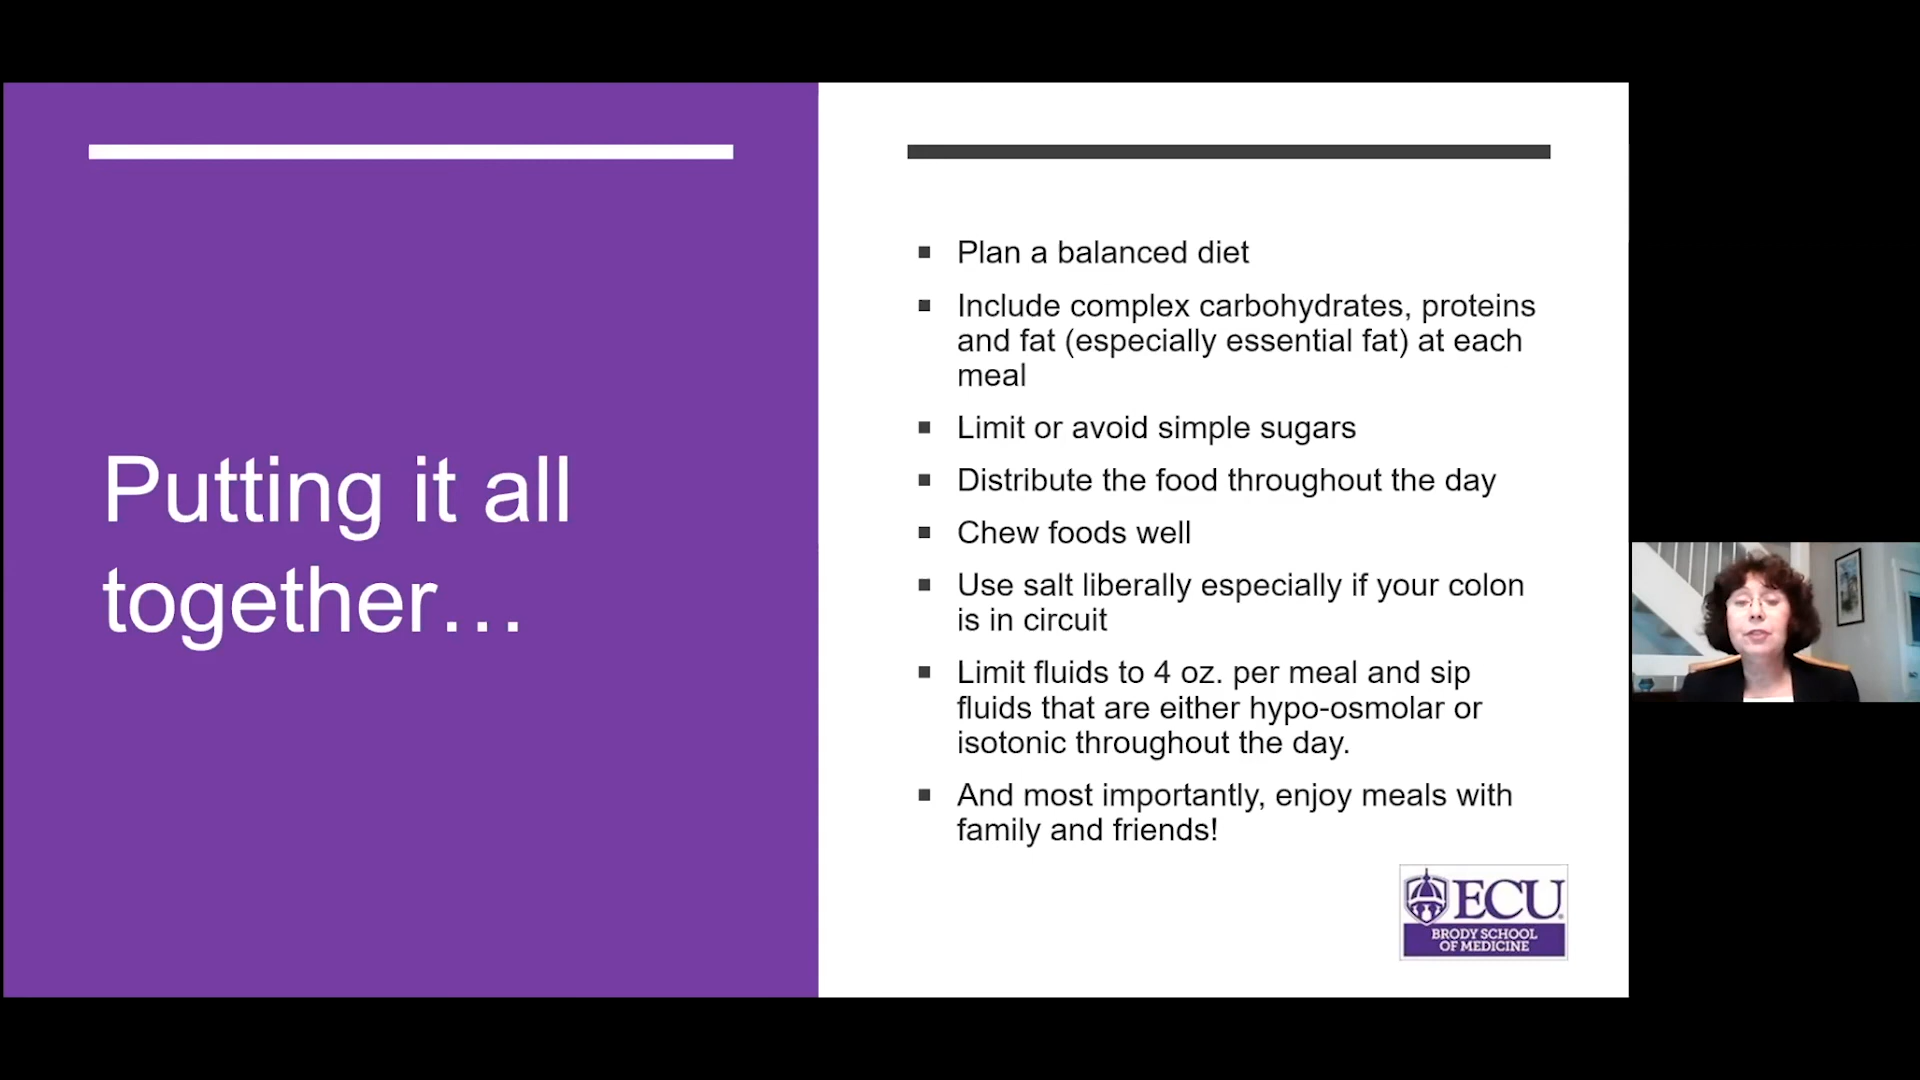 Putting it all
together…
Plan a balanced diet
Include complex carbohydrates, proteins
and fat (especially essential fat) at each
meal
Limit or avoid simple sugars
Distribute the food throughout the day
Chew foods well
Use salt liberally especially if your colon
is in circuit
Limit fluids to 4 oz. per meal and sip
fluids that are either hypo-osmolar or
isotonic throughout the day.
And most importantly, enjoy meals with
family and friends!
ECU
BRODY SCHOOL
OF MEDICINE